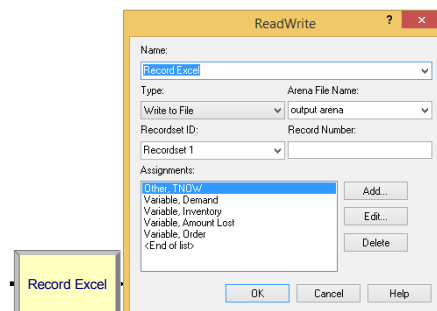 ReadWrite ? ×
Name:
Record Excel
Type: Arena File Name:
Write to File output arena
Recordset ID: Record Number:
Recordset 1
Assignments:
Other, TNOW
Variable, Demand
Variable, Inventory
Variable, Amount Lost
Variable, Order
<End of list>
Add...
Edit...
Delete
OK Cancel Help
Record Excel